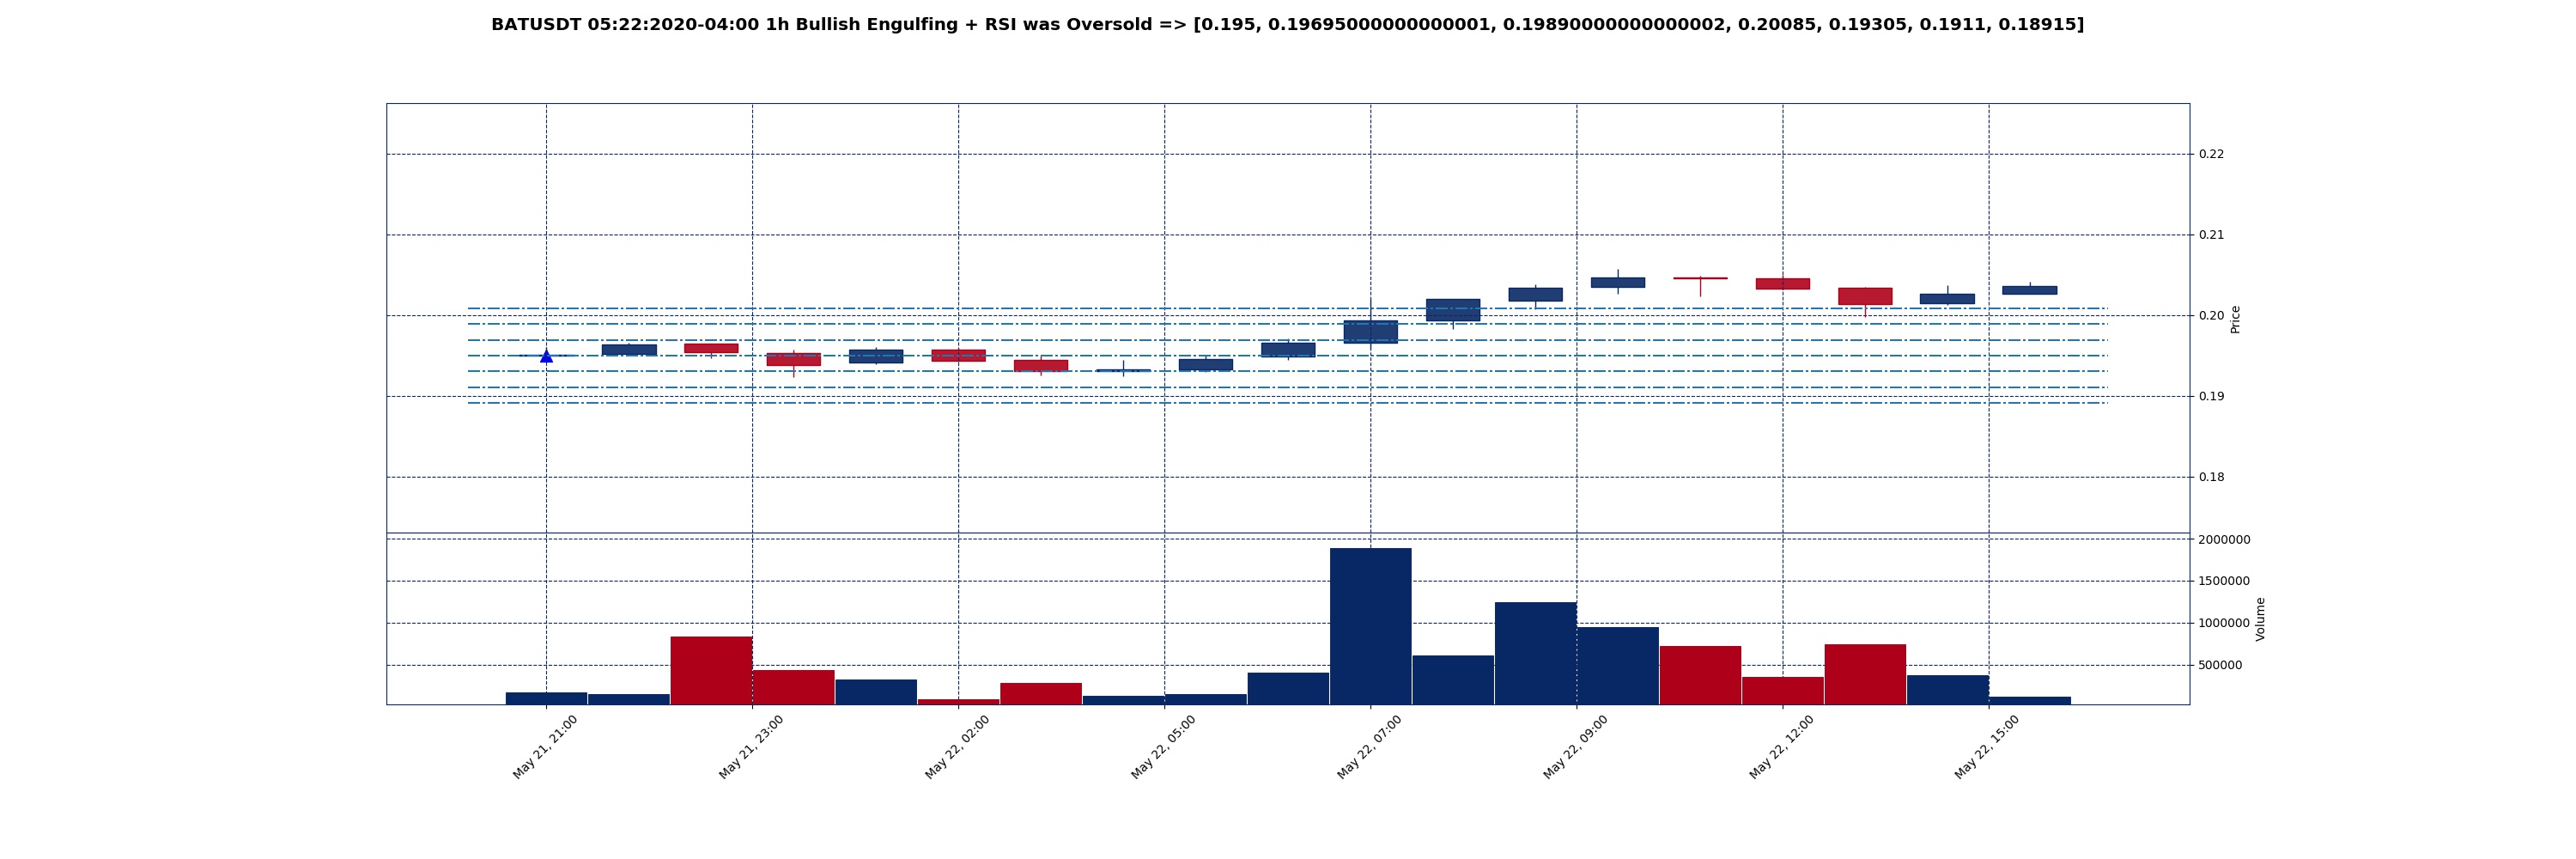 BATUSDT 05:22:2020-04:00 1h Bullish Engulfing + RSI was Oversold => [0.195, 0.19695000000000001, 0.19890000000000002, 0.20085, 0.19305, 0.1911, 0.18915]
0.22
0.21
0.20
0.19
0.18
Price
2000000
1500000
1000000
500000
Volume
May 21, 21:00
May 21, 23:00
May 22, 02:00
May 22, 05:00
May 22, 07:00
May 22, 09:00
May 22, 12:00
May 22, 15:00